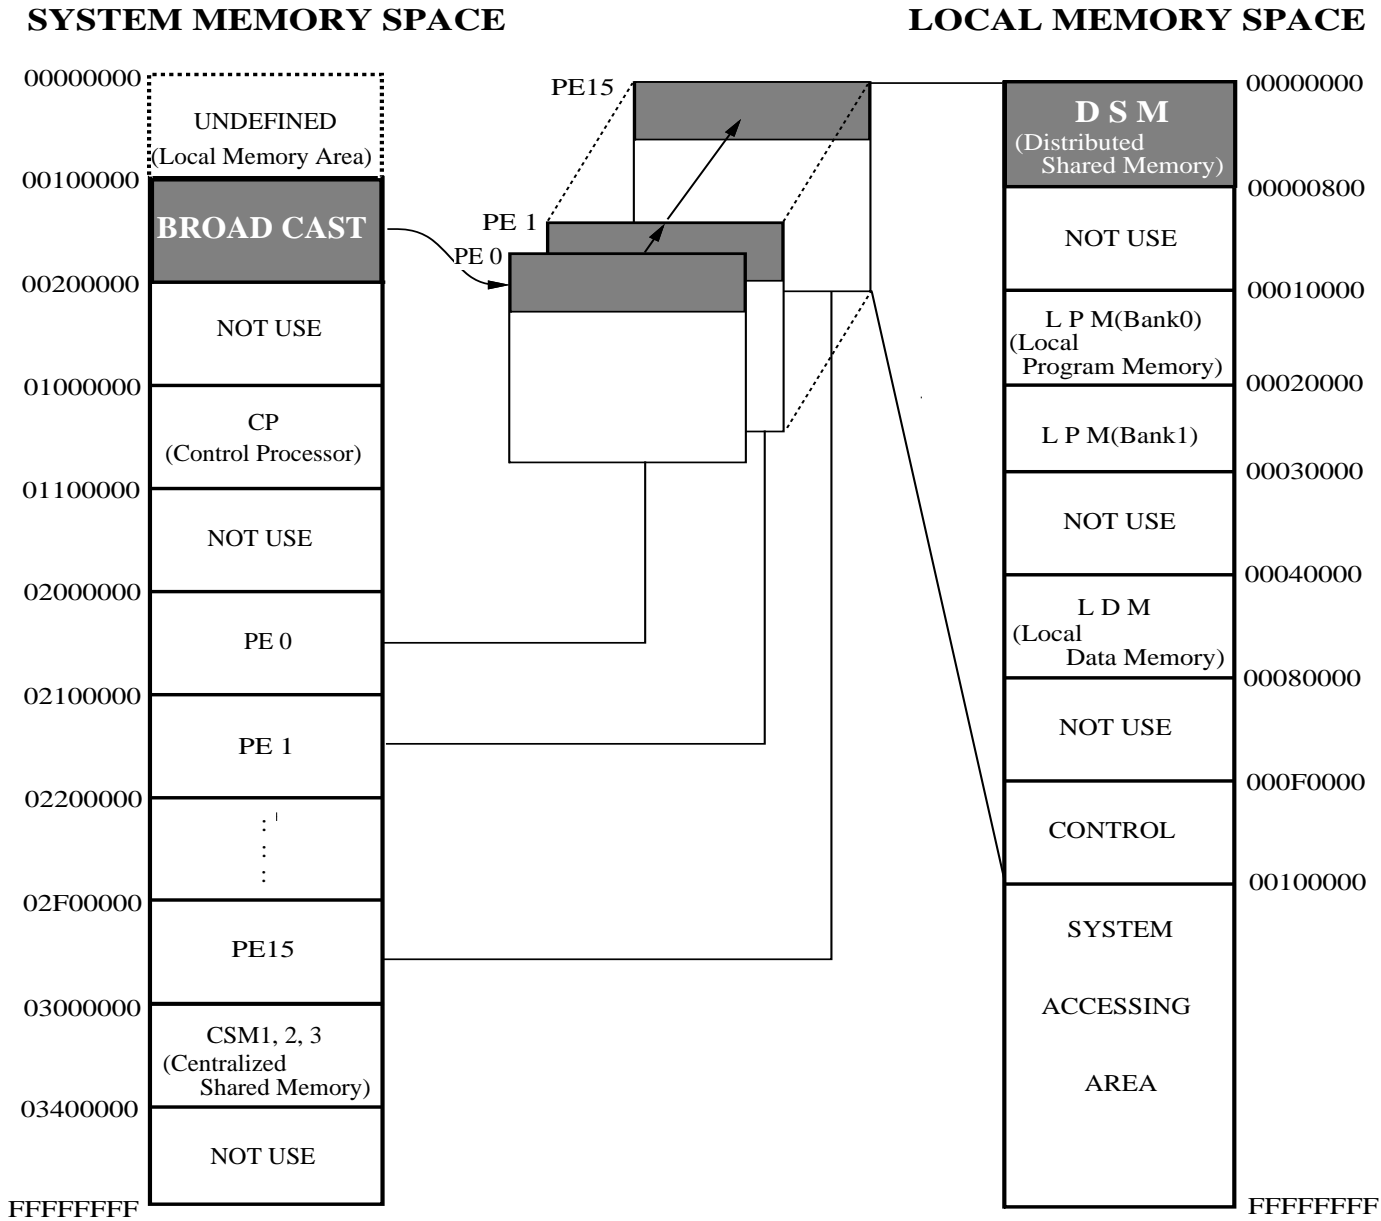 SYSTEM MEMORY SPACE
00000000
UNDEFINED
(Local Memory Area)
00100000
BROAD CAST
00200000
NOT USE
01000000
CP
(Control Processor)
01100000
NOT USE
02000000
PE 0
02100000
PE 1
02200000
02F00000
PE15
03000000
CSM1, 2, 3
(Centralized
Shared Memory)
03400000
NOT USE
FFFFFFFF
PE15
PE 1
PE 0
LOCAL MEMORY SPACE
00000000
D S M
(Distributed
Shared Memory)
00000800
NOT USE
00010000
L P M(Bank0)
(Local
Program Memory)
00020000
L P M(Bank1)
00030000
NOT USE
00040000
L D M
(Local
Data Memory)
00080000
NOT USE
000F0000
CONTROL
00100000
SYSTEM
ACCESSING
AREA
FFFFFFFF